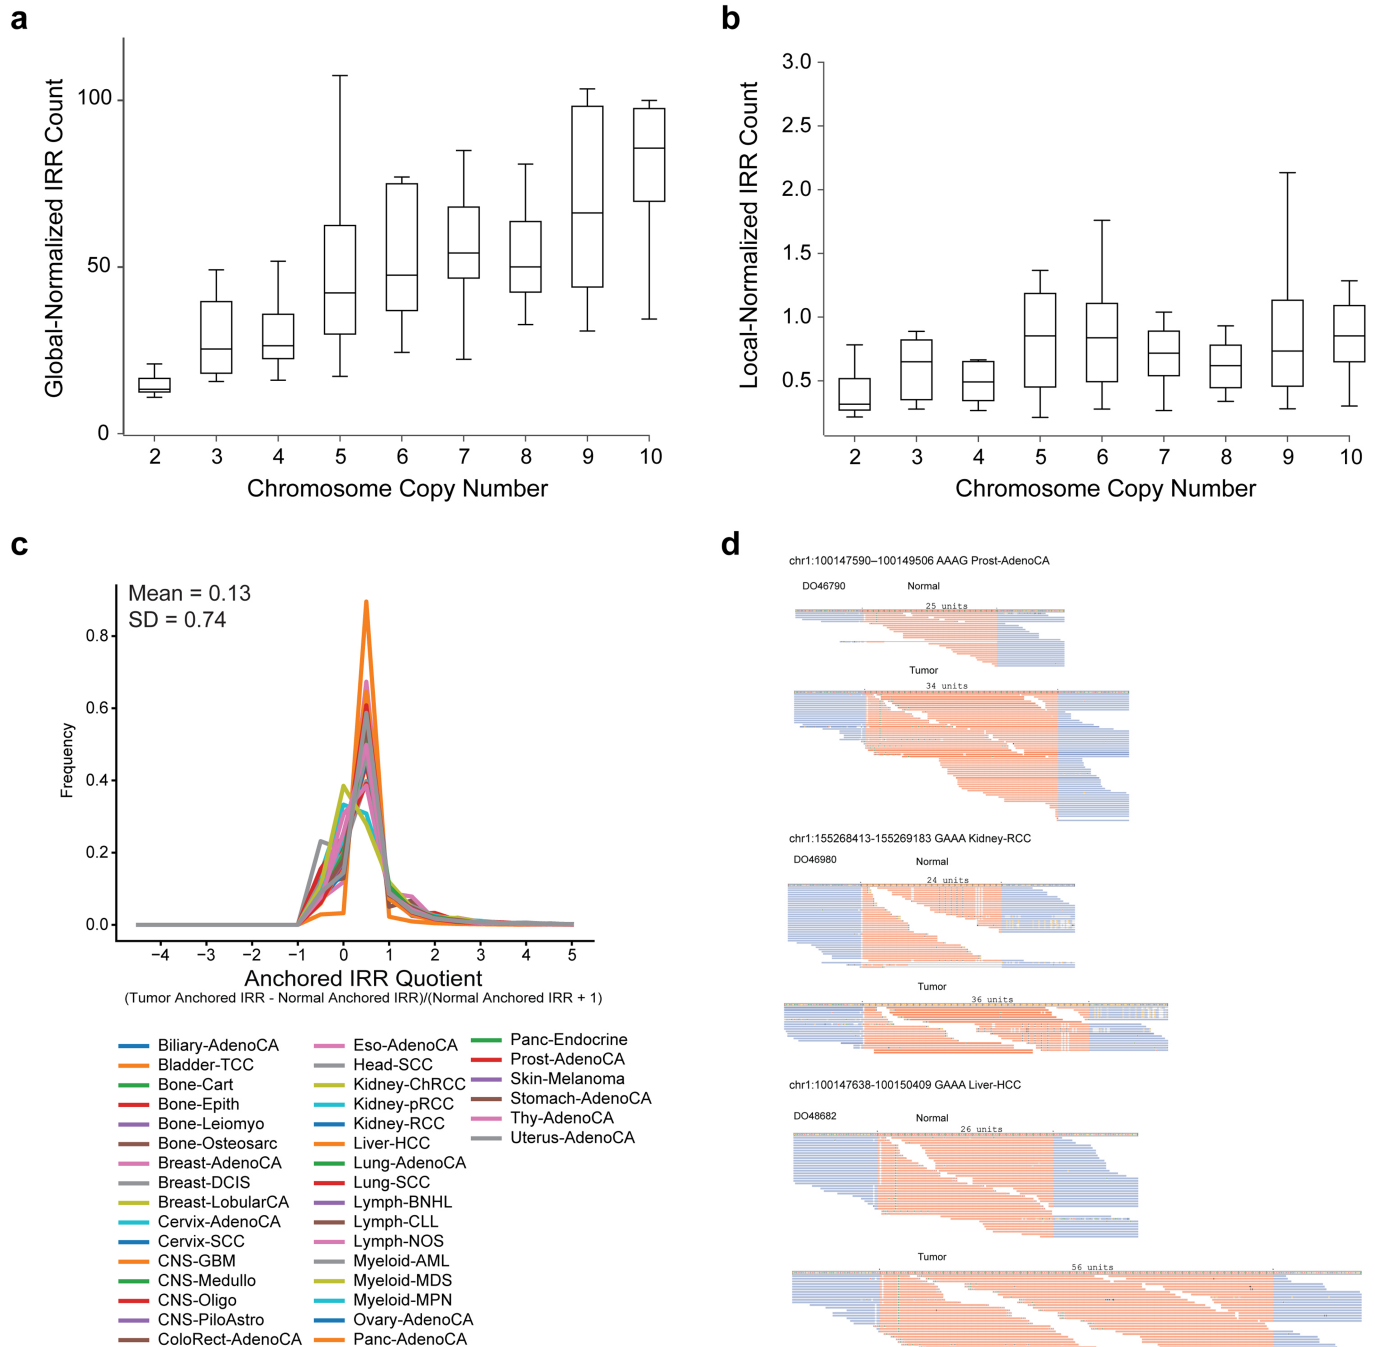 a
Global-Normalized IRR Count
100
50
0
2 3 4 5 6 7 8 9 10
Chromosome Copy Number
b
Local-Normalized IRR Count
3.0
2.5
2.0
1.5
1.0
0.5
2 3 4 5 6 7 8 9 10
Chromosome Copy Number
c
Mean = 0.13
SD = 0.74
Frequency
0.8
0.6
0.4
0.2
0.0
−4 −3 −2 −1 0 1 2 3 4 5
Anchored IRR Quotient
(Tumor Anchored IRR - Normal Anchored IRR)/(Normal Anchored IRR + 1)
Biliary-AdenoCA
Bladder-TCC
Bone-Cart
Bone-Epith
Bone-Leiomyo
Bone-Osteosarc
Breast-AdenoCA
Breast-DCIS
Breast-LobularCA
Cervix-AdenoCA
Cervix-SCC
CNS-GBM
CNS-Medullo
CNS-Oligo
CNS-PiloAstro
ColoRect-AdenoCA
Eso-AdenoCA
Head-SCC
Kidney-ChRCC
Kidney-pRCC
Kidney-RCC
Liver-HCC
Lung-AdenoCA
Lung-SCC
Lymph-BNHL
Lymph-CLL
Lymph-NOS
Myeloid-AML
Myeloid-MDS
Myeloid-MPN
Ovary-AdenoCA
Panc-AdenoCA
Panc-Endocrine
Prost-AdenoCA
Skin-Melanoma
Stomach-AdenoCA
Thy-AdenoCA
Uterus-AdenoCA
d
chr1:100147590–100149506 AAAG Prost-AdenoCA
DO46790 Normal
25 units
Tumor
34 units
chr1:155268413-155269183 GAAA Kidney-RCC
DO46980 Normal
24 units
Tumor
36 units
chr1:100147638-100150409 GAAA Liver-HCC
DO48682 Normal
26 units
Tumor
56 units